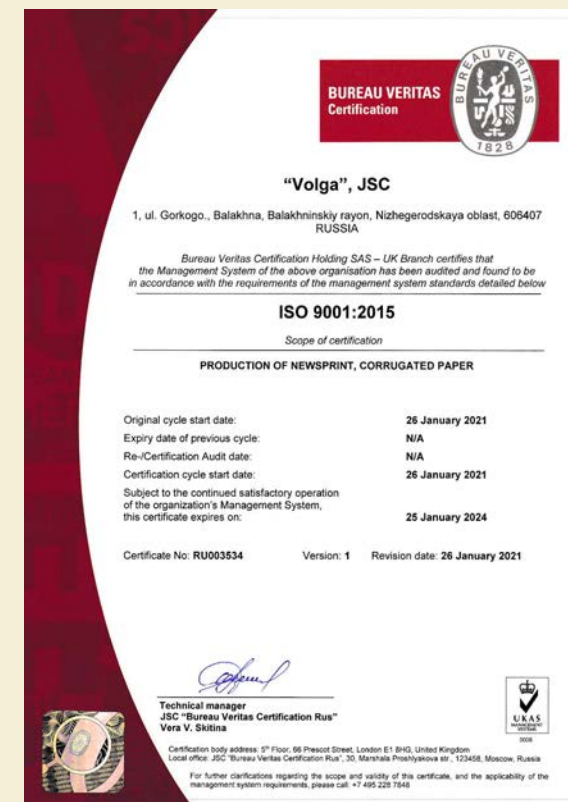 BUREAU VERITAS
Certification
BUREAU VERITAS
1828
"Volga", JSC
1, ul. Gorkogo., Balakhna, Balakhninskiy rayon, Nizhegerodskaya oblast, 606407
RUSSIA
Bureau Veritas Certification Holding SAS – UK Branch certifies that
the Management System of the above organisation has been audited and found to be
in accordance with the requirements of the management system standards detailed below
ISO 9001:2015
Scope of certification
PRODUCTION OF NEWSPRINT, CORRUGATED PAPER
Original cycle start date: 26 January 2021
Expiry date of previous cycle: N/A
Re-/Certification Audit date: N/A
Certification cycle start date: 26 January 2021
Subject to the continued satisfactory operation
of the organization's Management System,
this certificate expires on: 25 January 2024
Certificate No: RU003534 Version: 1 Revision date: 26 January 2021
Technical manager
JSC "Bureau Veritas Certification Rus"
Vera V. Skitina
UKAS
MANAGEMENT
SYSTEMS
0008
Certification body address: 5th Floor, 66 Prescot Street, London E1 8HG, United Kingdom
Local office: JSC "Bureau Veritas Certification Rus", 30, Marshala Proshlyakova str., 123458, Moscow, Russia
For further clarifications regarding the scope and validity of this certificate, and the applicability of the
management system requirements, please call: +7 495 228 7848